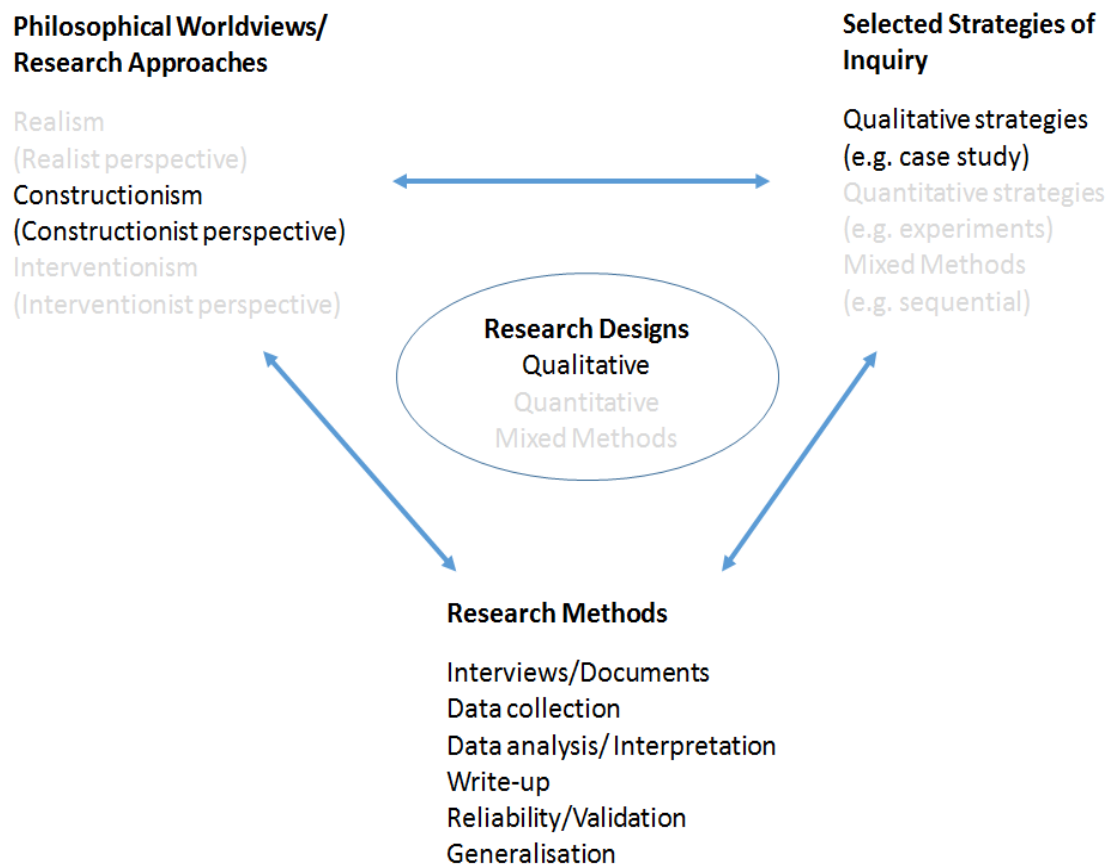 Philosophical Worldviews/
Research Approaches
Realism
(Realist perspective)
Constructionism
(Constructionist perspective)
Interventionism
(Interventionist perspective)
Selected Strategies of
Inquiry
Qualitative strategies
(e.g. case study)
Quantitative strategies
(e.g. experiments)
Mixed Methods
(e.g. sequential)
Research Designs
Qualitative
Quantitative
Mixed Methods
Research Methods
Interviews/Documents
Data collection
Data analysis/ Interpretation
Write-up
Reliability/Validation
Generalisation